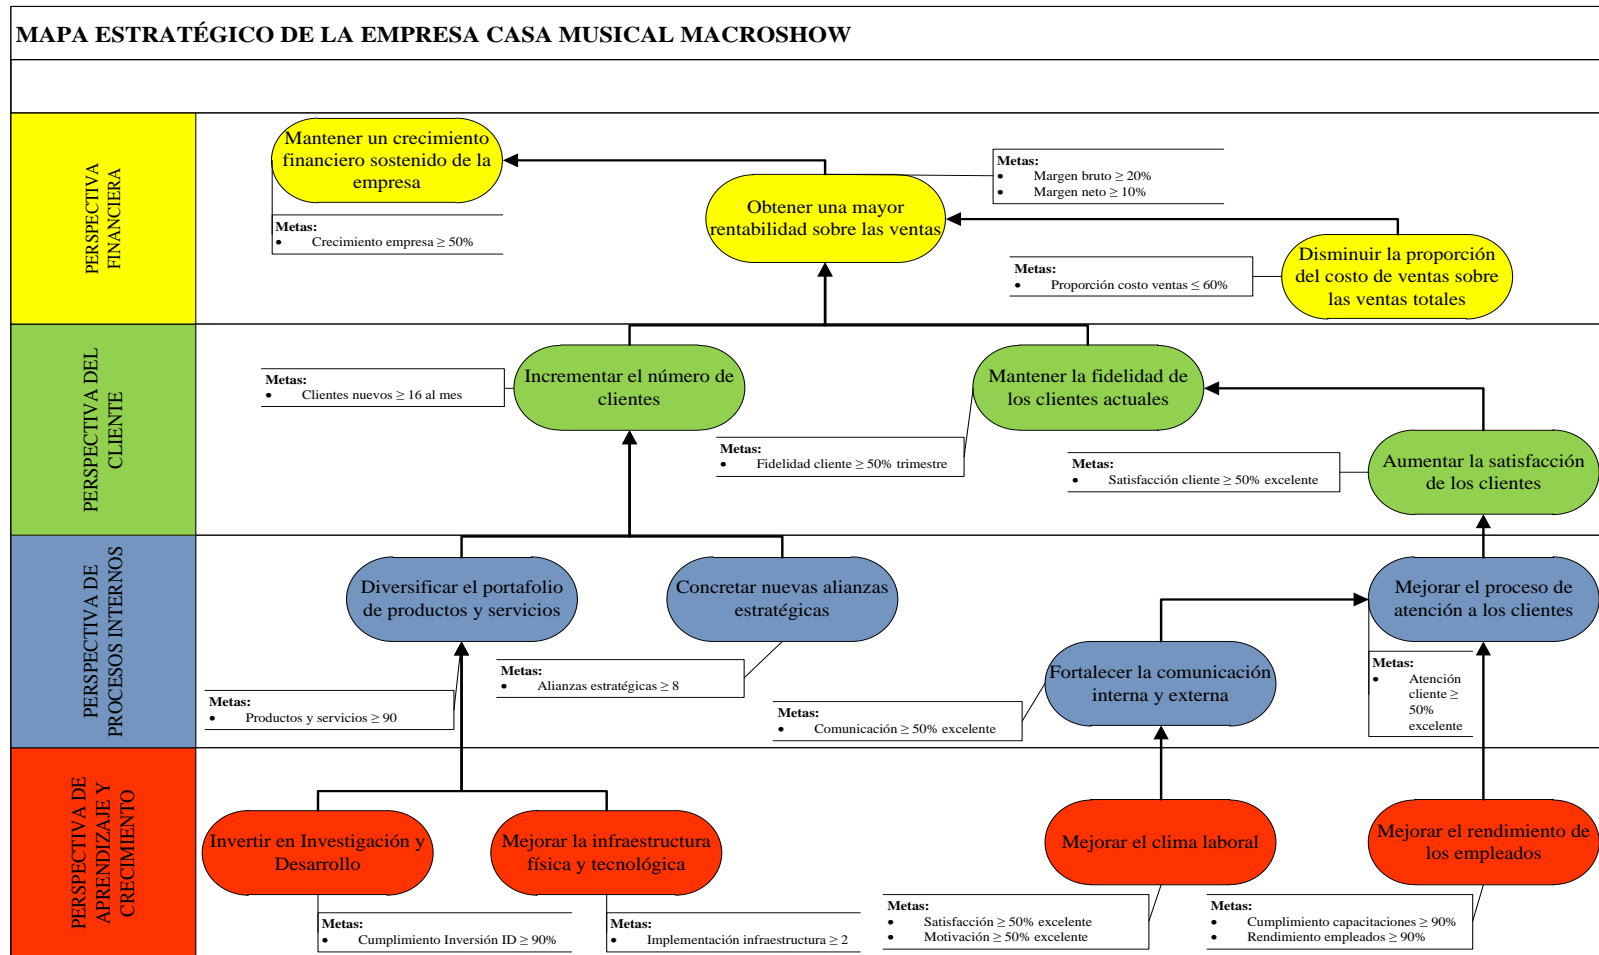 MAPA ESTRATÉGICO DE LA EMPRESA CASA MUSICAL MACROSHOW
PERSPECTIVA
FINANCIERA
Mantener un crecimiento
financiero sostenido de la
empresa
Metas:
• Crecimiento empresa ≥ 50%
Obtener una mayor
rentabilidad sobre las ventas
Metas:
• Margen bruto ≥ 20%
• Margen neto ≥ 10%
Metas:
• Proporción costo ventas ≤ 60%
Disminuir la proporción
del costo de ventas sobre
las ventas totales
PERSPECTIVA DEL
CLIENTE
Metas:
• Clientes nuevos ≥ 16 al mes
Incrementar el número de
clientes
Mantener la fidelidad de
los clientes actuales
Metas:
• Fidelidad cliente ≥ 50% trimestre
Metas:
• Satisfacción cliente ≥ 50% excelente
Aumentar la satisfacción
de los clientes
PERSPECTIVA DE
PROCESOS INTERNOS
Diversificar el portafolio
de productos y servicios
Metas:
• Productos y servicios ≥ 90
Concretar nuevas alianzas
estratégicas
Metas:
• Alianzas estratégicas ≥ 8
Fortalecer la comunicación
interna y externa
Metas:
• Comunicación ≥ 50% excelente
Mejorar el proceso de
atención a los clientes
Metas:
• Atención
cliente ≥
50%
excelente
PERSPECTIVA DE
APRENDIZAJE Y
CRECIMIENTO
Invertir en Investigación y
Desarrollo
Metas:
• Cumplimiento Inversión ID ≥ 90%
Mejorar la infraestructura
física y tecnológica
Metas:
• Implementación infraestructura ≥ 2
Mejorar el clima laboral
Metas:
• Satisfacción ≥ 50% excelente
• Motivación ≥ 50% excelente
Mejorar el rendimiento de
los empleados
Metas:
• Cumplimiento capacitaciones ≥ 90%
• Rendimiento empleados ≥ 90%